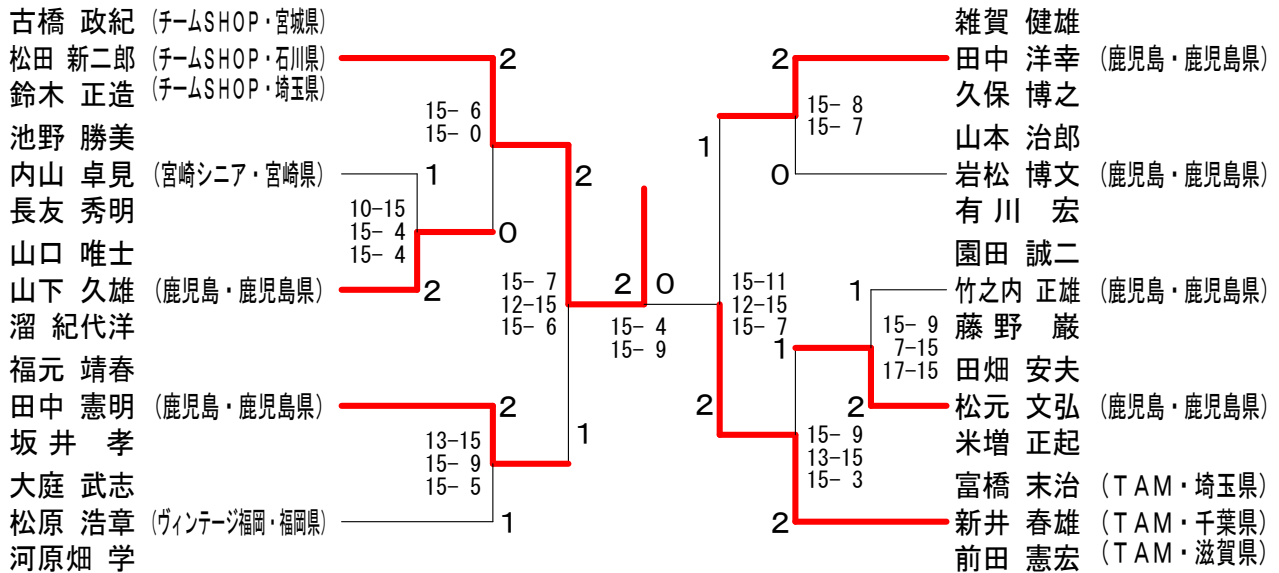 古橋 政紀 (チームSHOP・宮城県)
松田 新二郎 (チームSHOP・石川県)
鈴木 正造 (チームSHOP・埼玉県)
2
15- 6
15- 0
池野 勝美
内山 卓見 (宮崎シニア・宮崎県)
長友 秀明
1
10-15
15- 4
15- 4
0
山口 唯士
山下 久雄 (鹿児島・鹿児島県)
溜 紀代洋
2
2
15- 7
12-15
15- 6
福元 靖春
田中 憲明 (鹿児島・鹿児島県)
坂井 孝
2
1
13-15
15- 9
15- 5
大庭 武志
松原 浩章 (ヴィンテージ福岡・福岡県)
河原畑 学
1
2 0
15- 4
15- 9
雑賀 健雄
2 田中 洋幸 (鹿児島・鹿児島県)
久保 博之
15- 8
15- 7
1
山本 治郎
0 岩松 博文 (鹿児島・鹿児島県)
有川 宏
15-11
12-15
15- 7
園田 誠二
1 竹之内 正雄 (鹿児島・鹿児島県)
藤野 巌
15- 9
7-15
17-15
1
田畑 安夫
2 松元 文弘 (鹿児島・鹿児島県)
米増 正起
2
15- 9
13-15
15- 3
富橋 末治 (TAM・埼玉県)
2 新井 春雄 (TAM・千葉県)
前田 憲宏 (TAM・滋賀県)